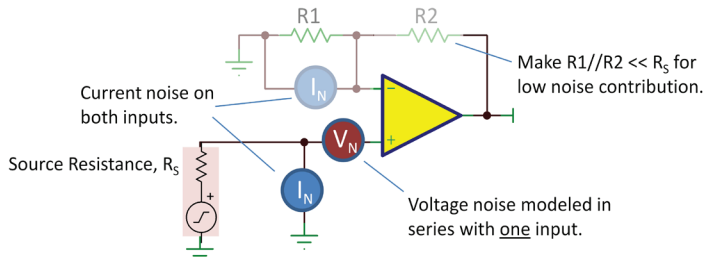 R1
R2
Make R1//R2 << RS for
low noise contribution.
Current noise on
both inputs.
IN
−
VN
+
Source Resistance, RS
+
IN
Voltage noise modeled in
series with one input.